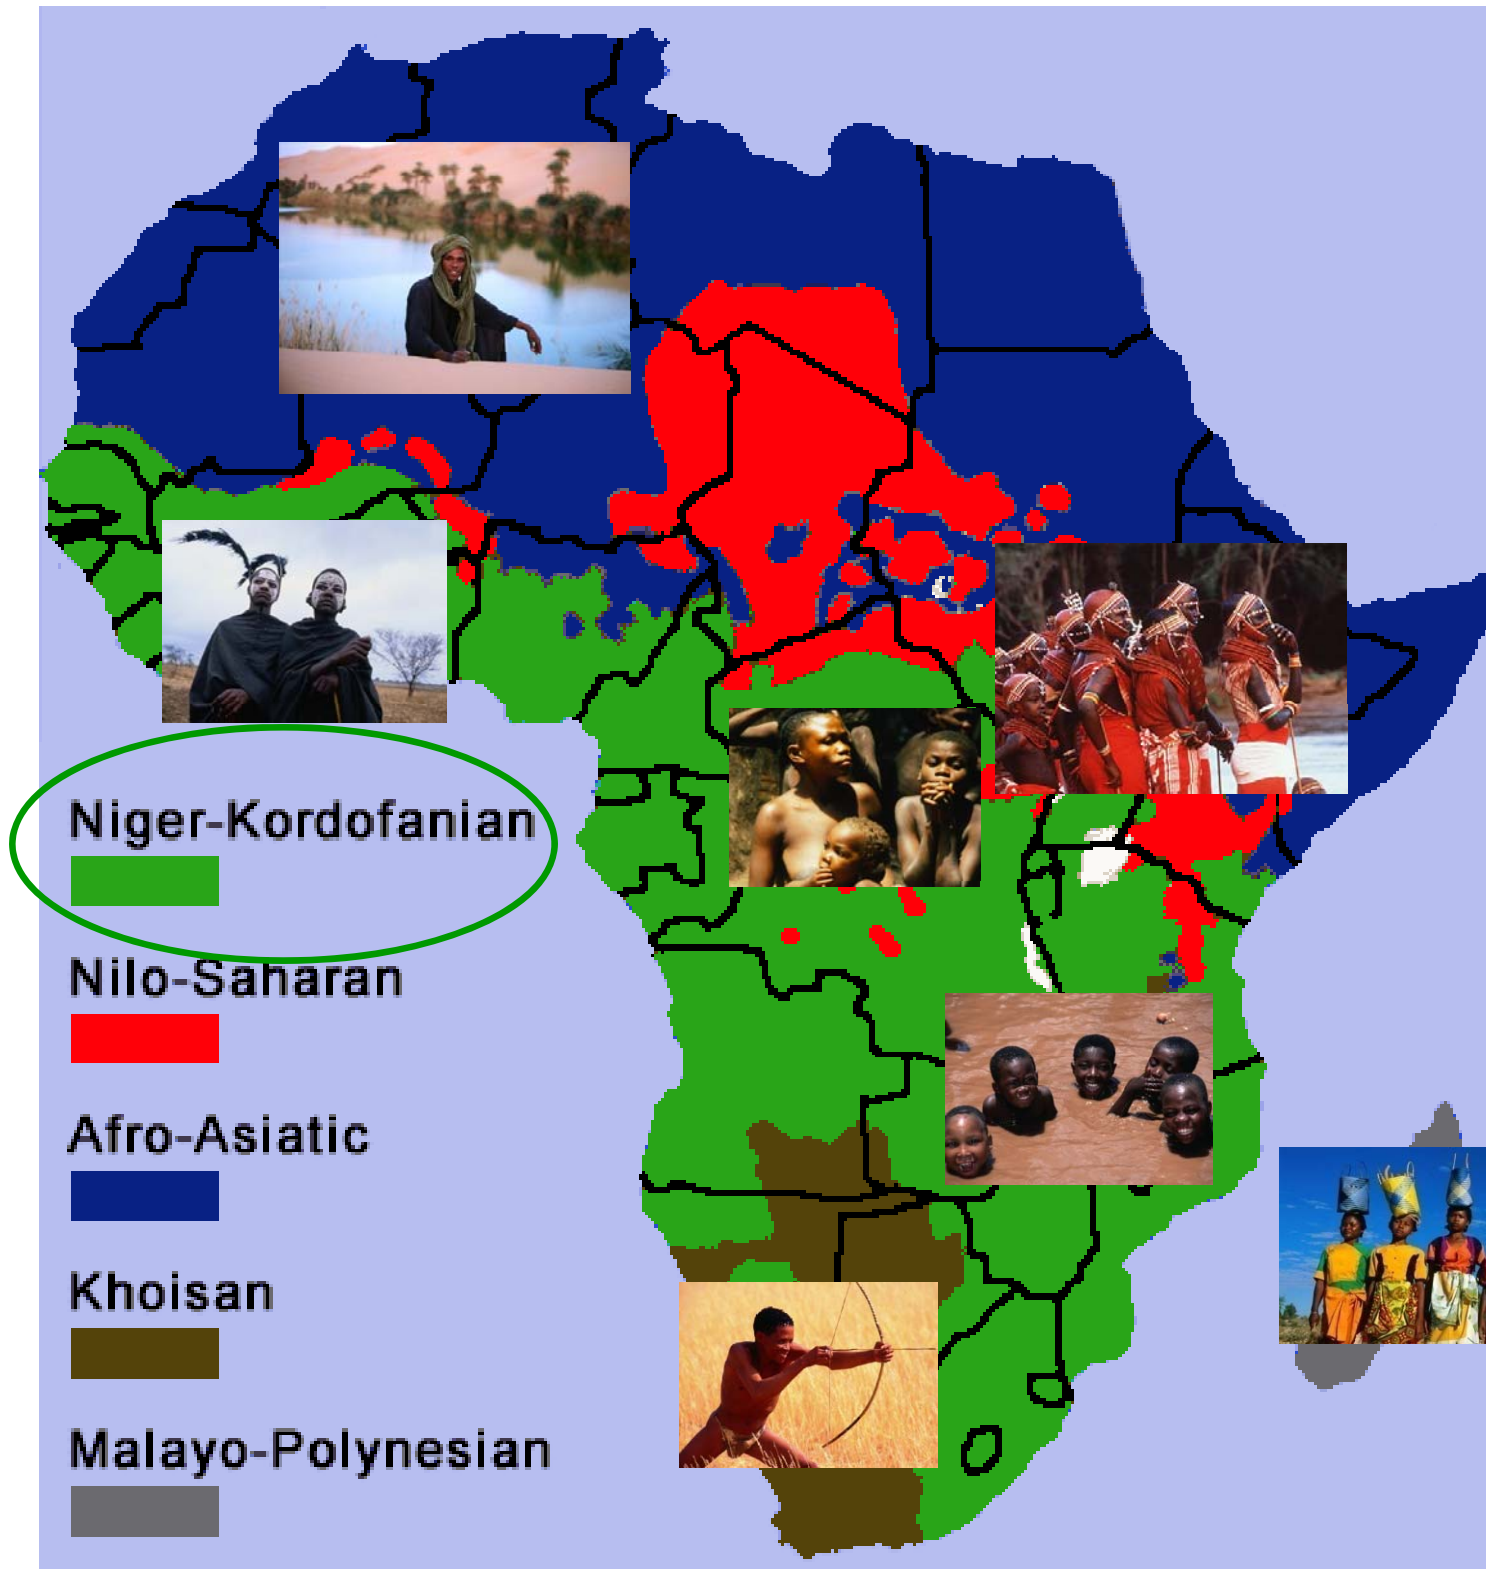 Niger-Kordofanian
Nilo-Saharan
Afro-Asiatic
Khoisan
Malayo-Polynesian